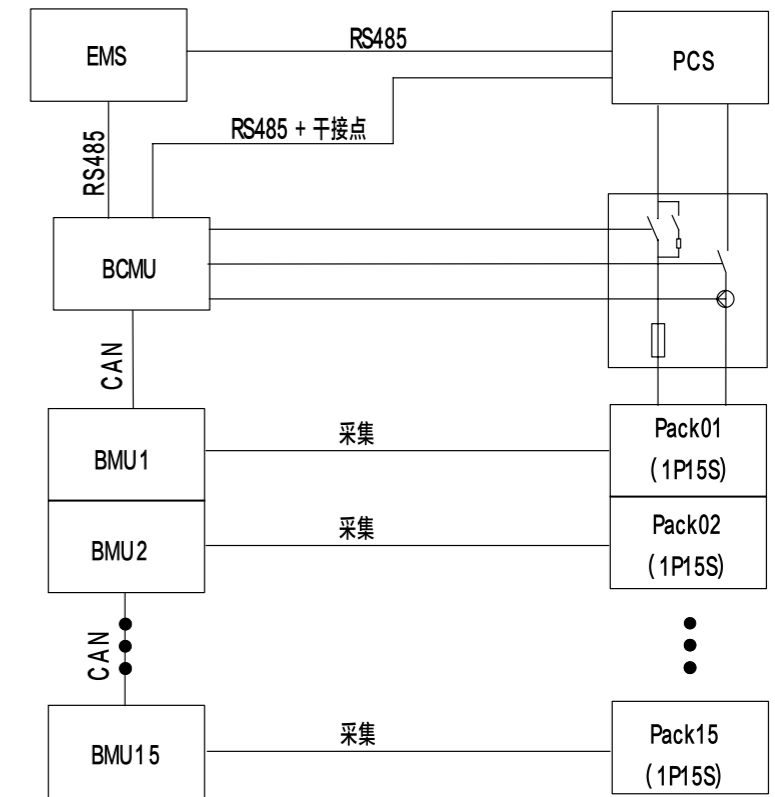 EMS
RS485
PCS
RS485 + 干接点
RS485
BCMU
CAN
BMU1
采集
Pack01
(1P15S)
BMU2
采集
Pack02
(1P15S)
CAN
BMU15
采集
Pack15
(1P15S)